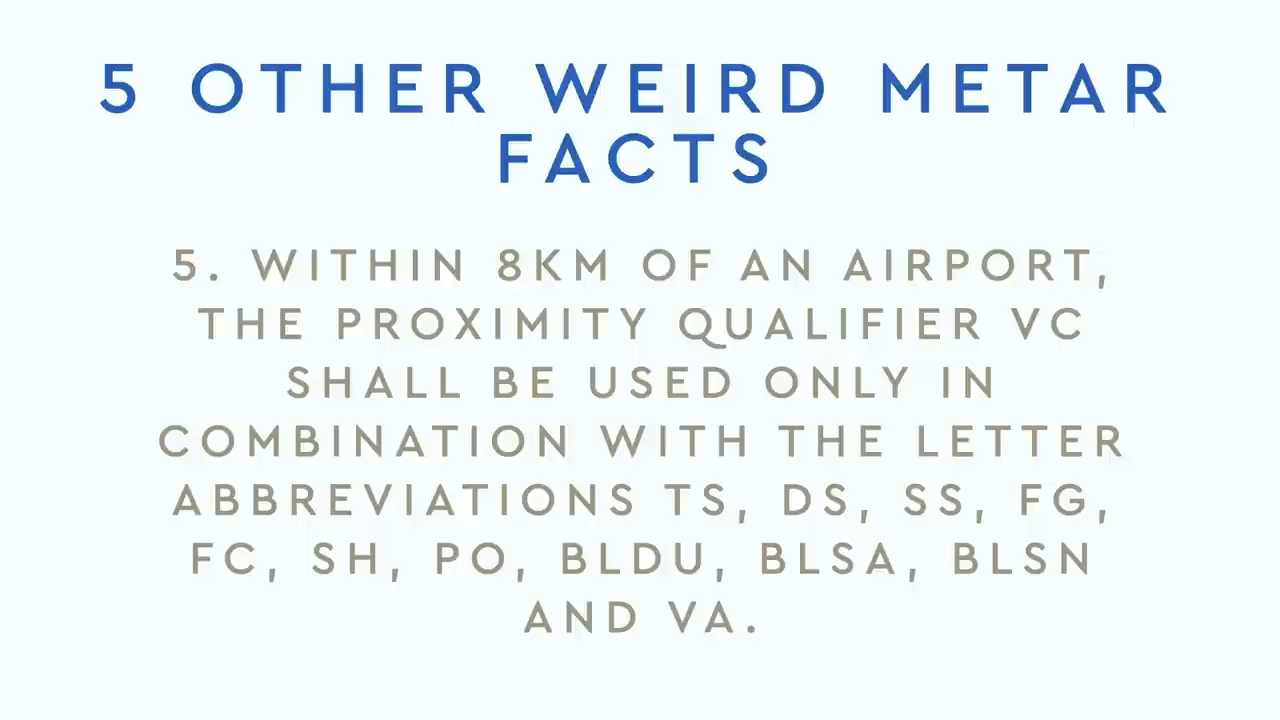 5 OTHER WEIRD METAR
FACTS
5. WITHIN 8KM OF AN AIRPORT,
THE PROXIMITY QUALIFIER VC
SHALL BE USED ONLY IN
COMBINATION WITH THE LETTER
ABBREVIATIONS TS, DS, SS, FG,
FC, SH, PO, BLDU, BLSA, BLSN
AND VA.